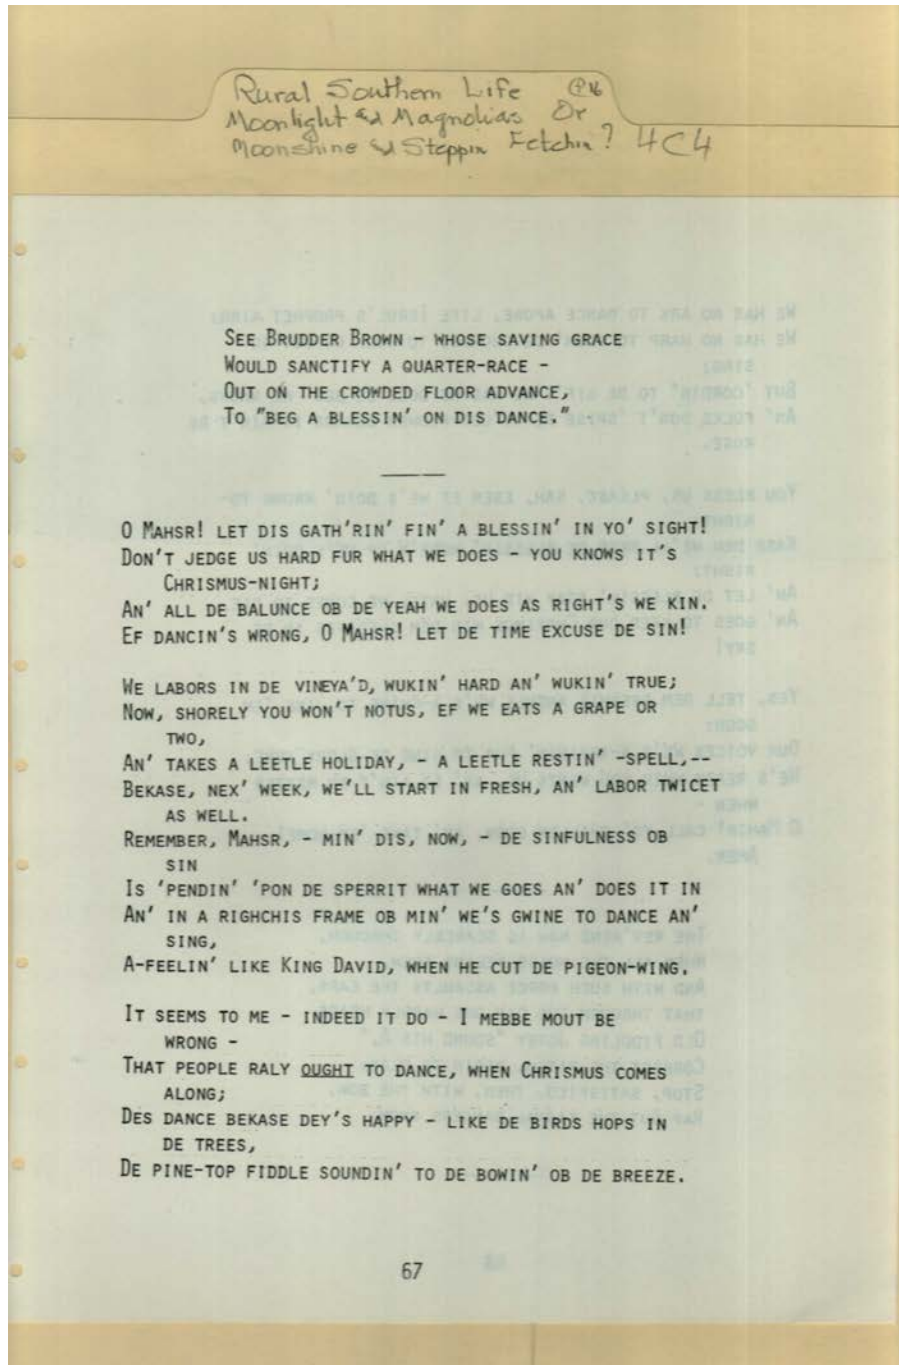 Rural Southern Life
Moonlight & Magnolias Or
Moonshine & Steppin Fetchin? 4C4
See Brudder Brown - whose saving grace
Would sanctify a quarter-race -
Out on the crowded floor advance,
To "beg a blessin' on dis dance."
O Mahsr! let dis gath'rin' fin' a blessin' in yo' sight!
Don't jedge us hard fur what we does - you knows it's
Chrismus-night;
An' all de balunce ob de yeah we does as right's we kin.
Ef dancin's wrong, O Mahsr! let de time excuse de sin!
We labors in de vineya'd, wukin' hard an' wukin' true;
Now, shorely you won't notus, ef we eats a grape or
two,
An' takes a leetle holiday, - a leetle restin' -spell,--
Bekase, nex' week, we'll start in fresh, an' labor twicet
as well.
Remember, Mahsr, - min' dis, now, - de sinfulness ob
sin
Is 'pendin' 'pon de sperrit what we goes an' does it in
An' in a righchis frame ob min' we's gwine to dance an'
sing,
A-feelin' like King David, when he cut de pigeon-wing.
It seems to me - indeed it do - I mebbe mout be
wrong -
That people raly ought to dance, when Chrismus comes
along;
Des dance bekase dey's happy - like de birds hops in
de trees,
De pine-top fiddle soundin' to de bowin' ob de breeze.
67